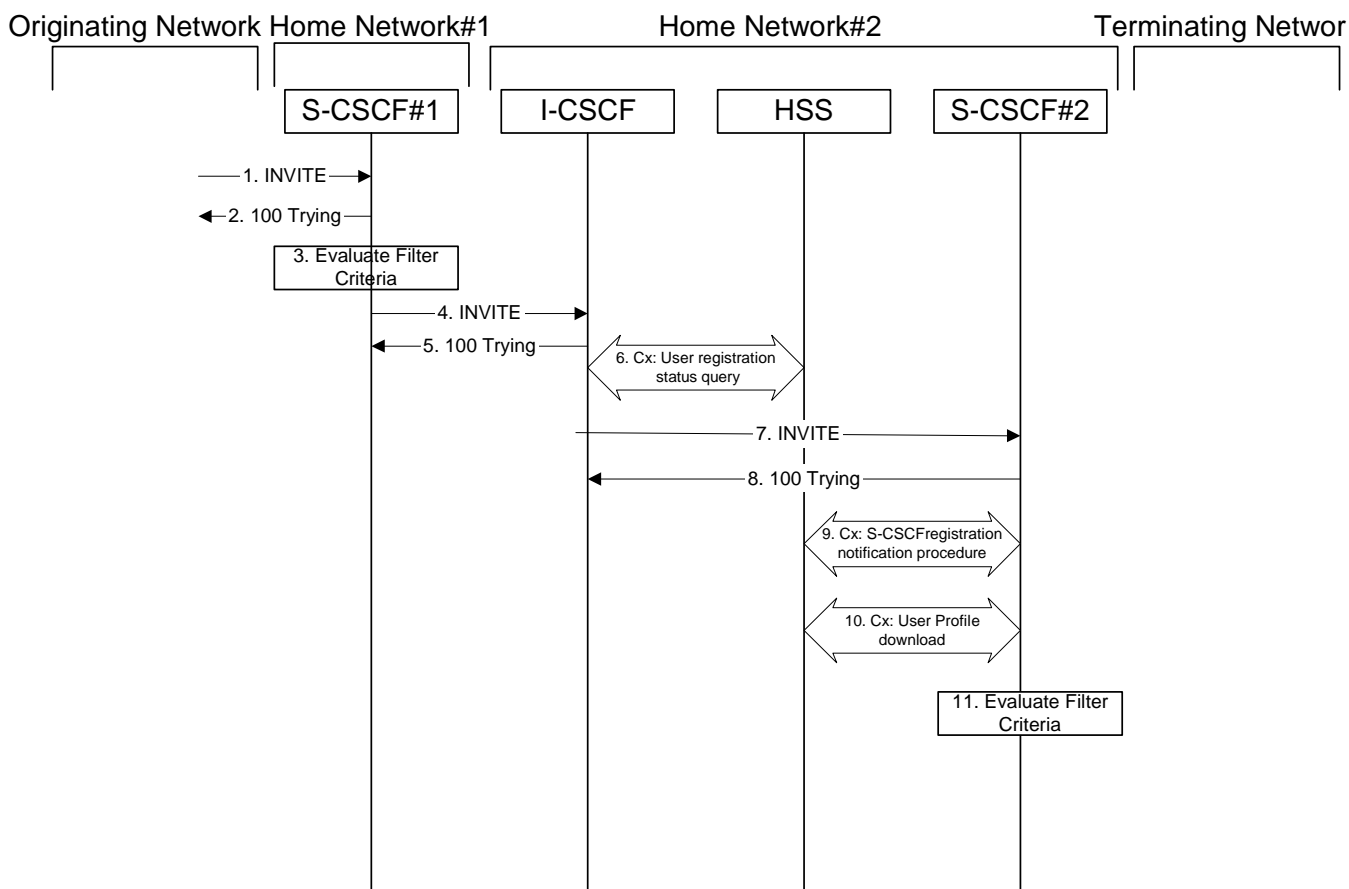 Originating Network Home Network#1 Home Network#2 Terminating Networ
S-CSCF#1 I-CSCF HSS S-CSCF#2
1. INVITE
2. 100 Trying
3. Evaluate Filter
Criteria
4. INVITE
5. 100 Trying
6. Cx: User registration
status query
7. INVITE
8. 100 Trying
9. Cx: S-CSCFregistration
notification procedure
10. Cx: User Profile
download
11. Evaluate Filter
Criteria